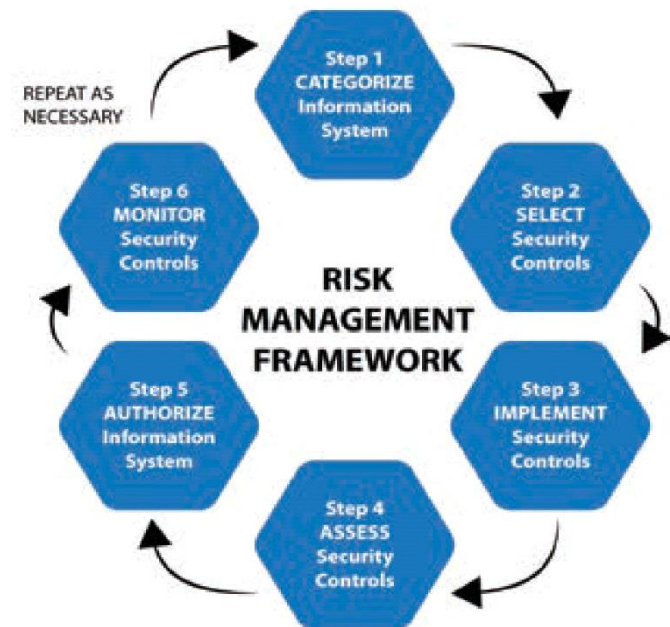 Step 1
CATEGORIZE
Information
System
REPEAT AS
NECESSARY
Step 6
MONITOR
Security
Controls
Step 2
SELECT
Security
Controls
RISK
MANAGEMENT
FRAMEWORK
Step 5
AUTHORIZE
Information
System
Step 3
IMPLEMENT
Security
Controls
Step 4
ASSESS
Security
Controls